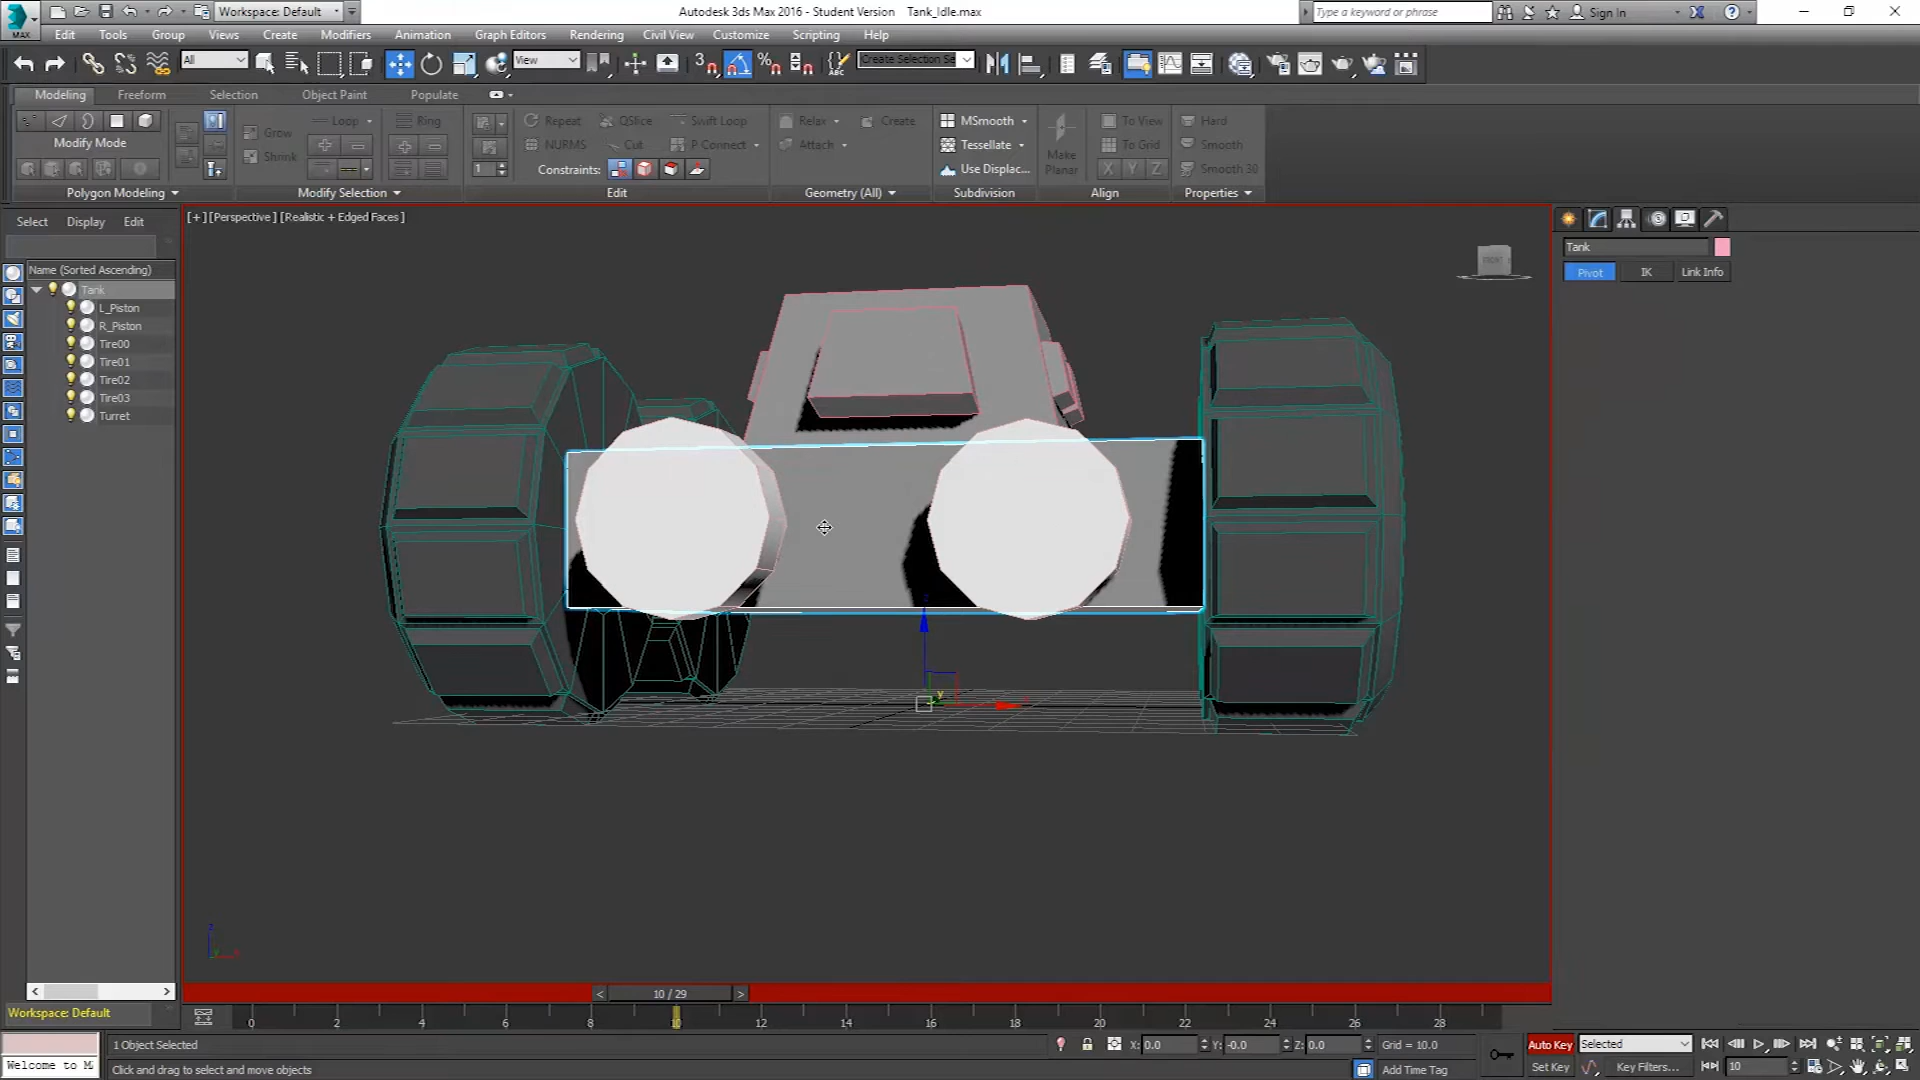 Workspace: Default
Autodesk 3ds Max 2016 - Student Version Tank_Idle.max
Type a keyword or phrase
Sign In
MAX
Edit Tools Group Views Create Modifiers Animation Graph Editors Rendering Civil View Customize Scripting Help
All
View
3
ABC
Create Selection Se
Modeling Freeform Selection Object Paint Populate
Loop Ring Repeat QSlice Swift Loop Relax Create MSmooth To View Hard
Grow
Modify Mode NURMS Cut P Connect Attach Tessellate Make Planar To Grid Smooth
Shrink
1 Constraints: Use Displac... X Y Z Smooth 30
Polygon Modeling Modify Selection Edit Geometry (All) Subdivision Align Properties
[+] [Perspective] [Realistic + Edged Faces]
Select Display Edit
Name (Sorted Ascending)
Tank
L_Piston
R_Piston
Tire00
Tire01
Tire02
Tire03
Turret
FRONT
Tank
Pivot IK Link Info
z
y
z
x
< 10 / 29 >
0 2 4 6 8 10 12 14 16 18 20 22 24 26 28
Workspace: Default
1 Object Selected X: 0.0 Y: -0.0 Z: 0.0 Grid = 10.0 Auto Key Selected
Welcome to M
Click and drag to select and move objects Add Time Tag Set Key Key Filters... 10